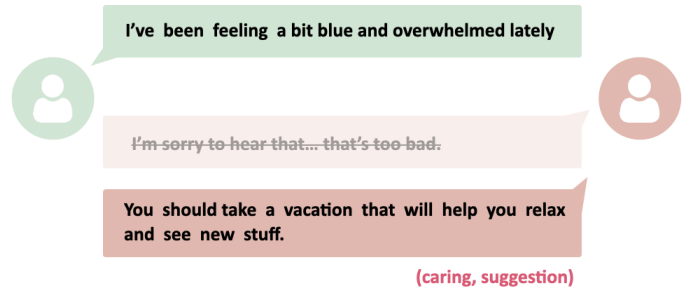 I've been feeling a bit blue and overwhelmed lately
I'm sorry to hear that... that's too bad.
You should take a vacation that will help you relax
and see new stuff.
(caring, suggestion)